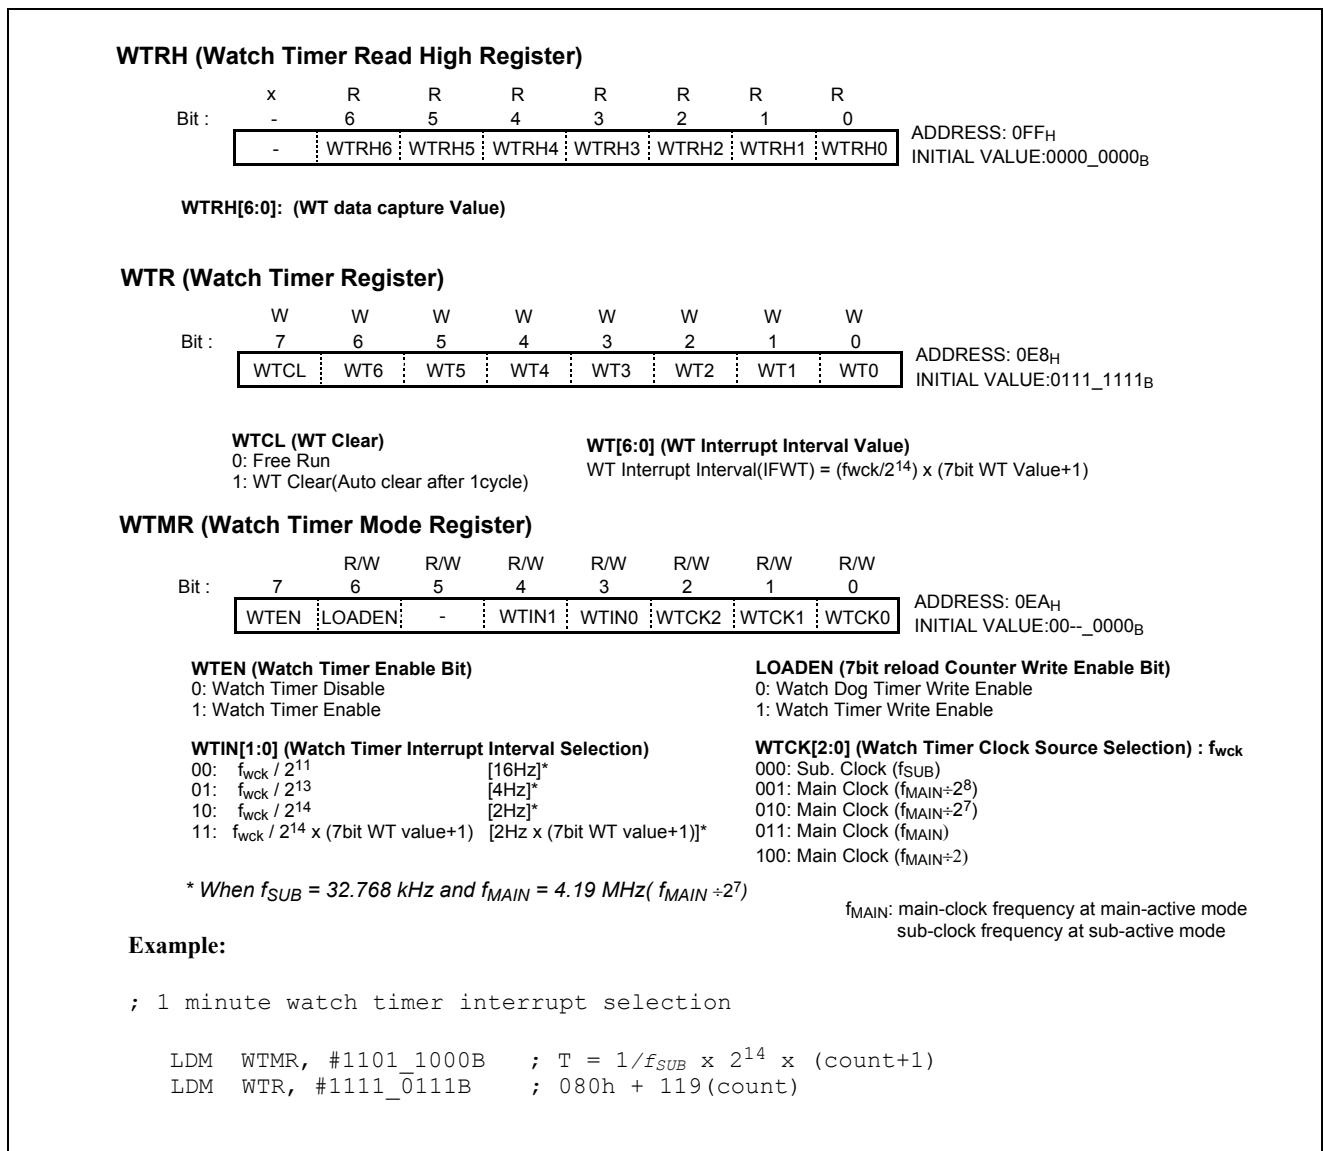 WTRH (Watch Timer Read High Register)
x R R R R R R R
Bit : - 6 5 4 3 2 1 0
- WTRH6 WTRH5 WTRH4 WTRH3 WTRH2 WTRH1 WTRH0
ADDRESS: 0FFH
INITIAL VALUE:0000_0000B
WTRH[6:0]: (WT data capture Value)
WTR (Watch Timer Register)
W W W W W W W W
Bit : 7 6 5 4 3 2 1 0
WTCL WT6 WT5 WT4 WT3 WT2 WT1 WT0
ADDRESS: 0E8H
INITIAL VALUE:0111_1111B
WTCL (WT Clear)
0: Free Run
1: WT Clear(Auto clear after 1cycle)
WT[6:0] (WT Interrupt Interval Value)
WT Interrupt Interval(IFWT) = (fwck/2^14) x (7bit WT Value+1)
WTMR (Watch Timer Mode Register)
R/W R/W R/W R/W R/W R/W R/W
Bit : 7 6 5 4 3 2 1 0
WTEN LOADEN - WTIN1 WTIN0 WTCK2 WTCK1 WTCK0
ADDRESS: 0EAH
INITIAL VALUE:00--_0000B
WTEN (Watch Timer Enable Bit)
0: Watch Timer Disable
1: Watch Timer Enable
LOADEN (7bit reload Counter Write Enable Bit)
0: Watch Dog Timer Write Enable
1: Watch Timer Write Enable
WTIN[1:0] (Watch Timer Interrupt Interval Selection)
00: fwck / 2^11 [16Hz]*
01: fwck / 2^13 [4Hz]*
10: fwck / 2^14 [2Hz]*
11: fwck / 2^14 x (7bit WT value+1) [2Hz x (7bit WT value+1)]*
WTCK[2:0] (Watch Timer Clock Source Selection) : fwck
000: Sub. Clock (fSUB)
001: Main Clock (fMAIN÷2^8)
010: Main Clock (fMAIN÷2^7)
011: Main Clock (fMAIN)
100: Main Clock (fMAIN÷2)
* When fSUB = 32.768 kHz and fMAIN = 4.19 MHz( fMAIN ÷2^7)
fMAIN: main-clock frequency at main-active mode
sub-clock frequency at sub-active mode
Example:
; 1 minute watch timer interrupt selection
LDM WTMR, #1101_1000B ; T = 1/fSUB x 2^14 x (count+1)
LDM WTR, #1111_0111B ; 080h + 119(count)